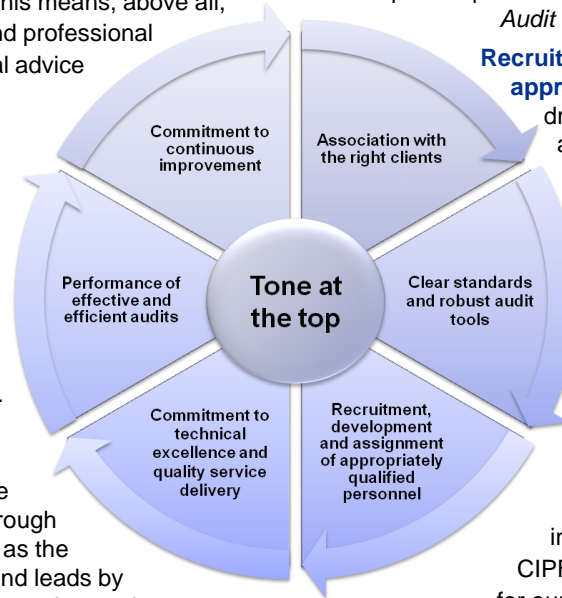 his means, above all,
nd professional
al advice
Audit
Recruit
appr
dr
a
Commitment to
continuous
improvement
Association with
the right clients
Clear standards
and robust audit
tools
Recruitment,
development
and assignment
of appropriately
qualified
personnel
Commitment to
technical
excellence and
quality service
delivery
Performance of
effective and
efficient audits
Tone at
the top
e
rough
as the
nd leads by
in
CIPF